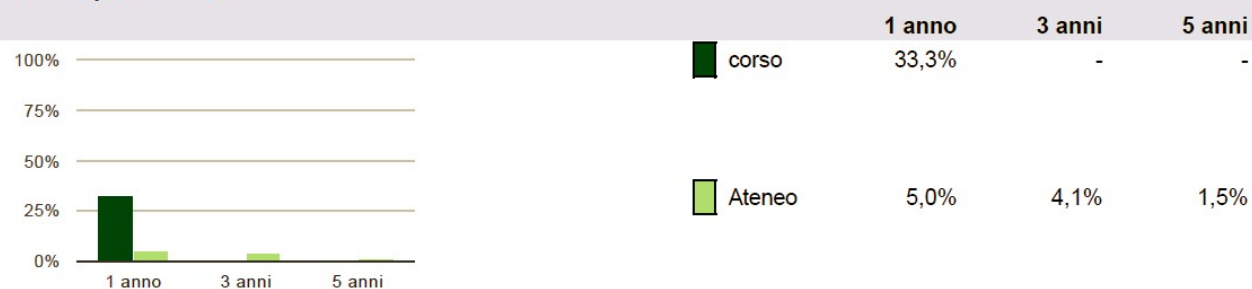 1 anno 3 anni 5 anni
corso 33,3% - -
Ateneo 5,0% 4,1% 1,5%
100%
75%
50%
25%
0%
1 anno 3 anni 5 anni